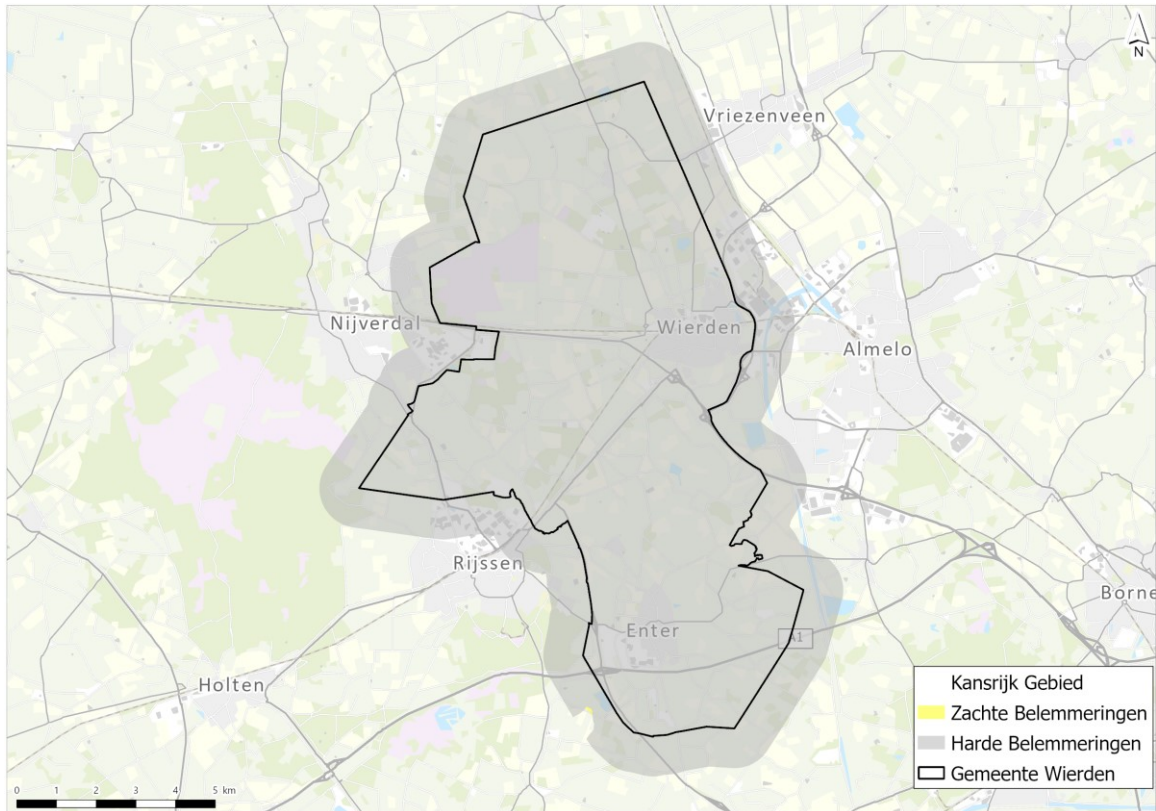 N
Vriezenveen
Nijverdal
Wierden
Almelo
Rijssen
Borne
Enter
A1
Holten
Kansrijk Gebied
Zachte Belemmeringen
Harde Belemmeringen
Gemeente Wierden
0 1 2 3 4 5 km